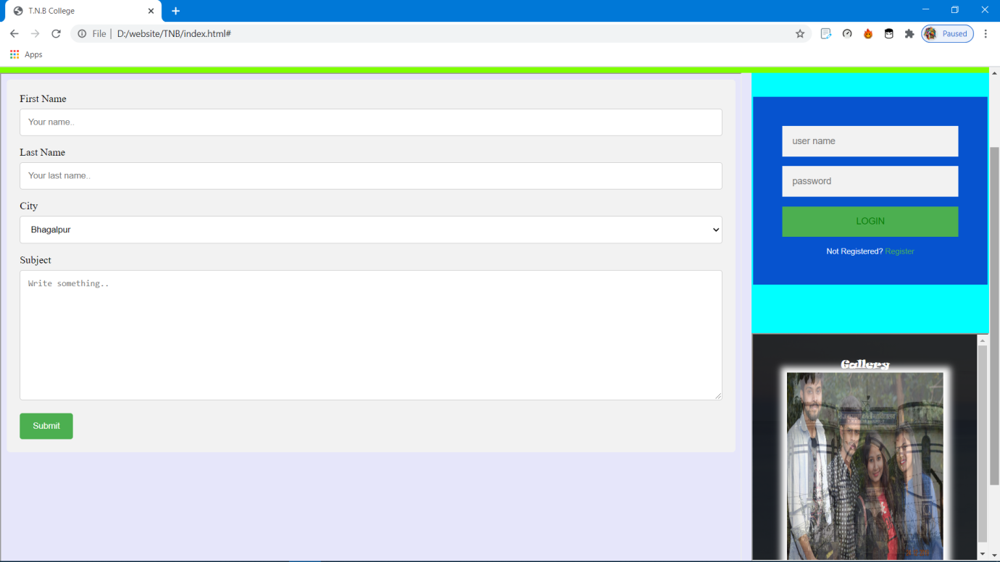 T.N.B College
File | D:/website/TNB/index.html#
Paused
Apps
First Name
Your name..
Last Name
Your last name..
City
Bhagalpur
Subject
Write something..
Submit
user name
password
LOGIN
Not Registered? Register
Gallery